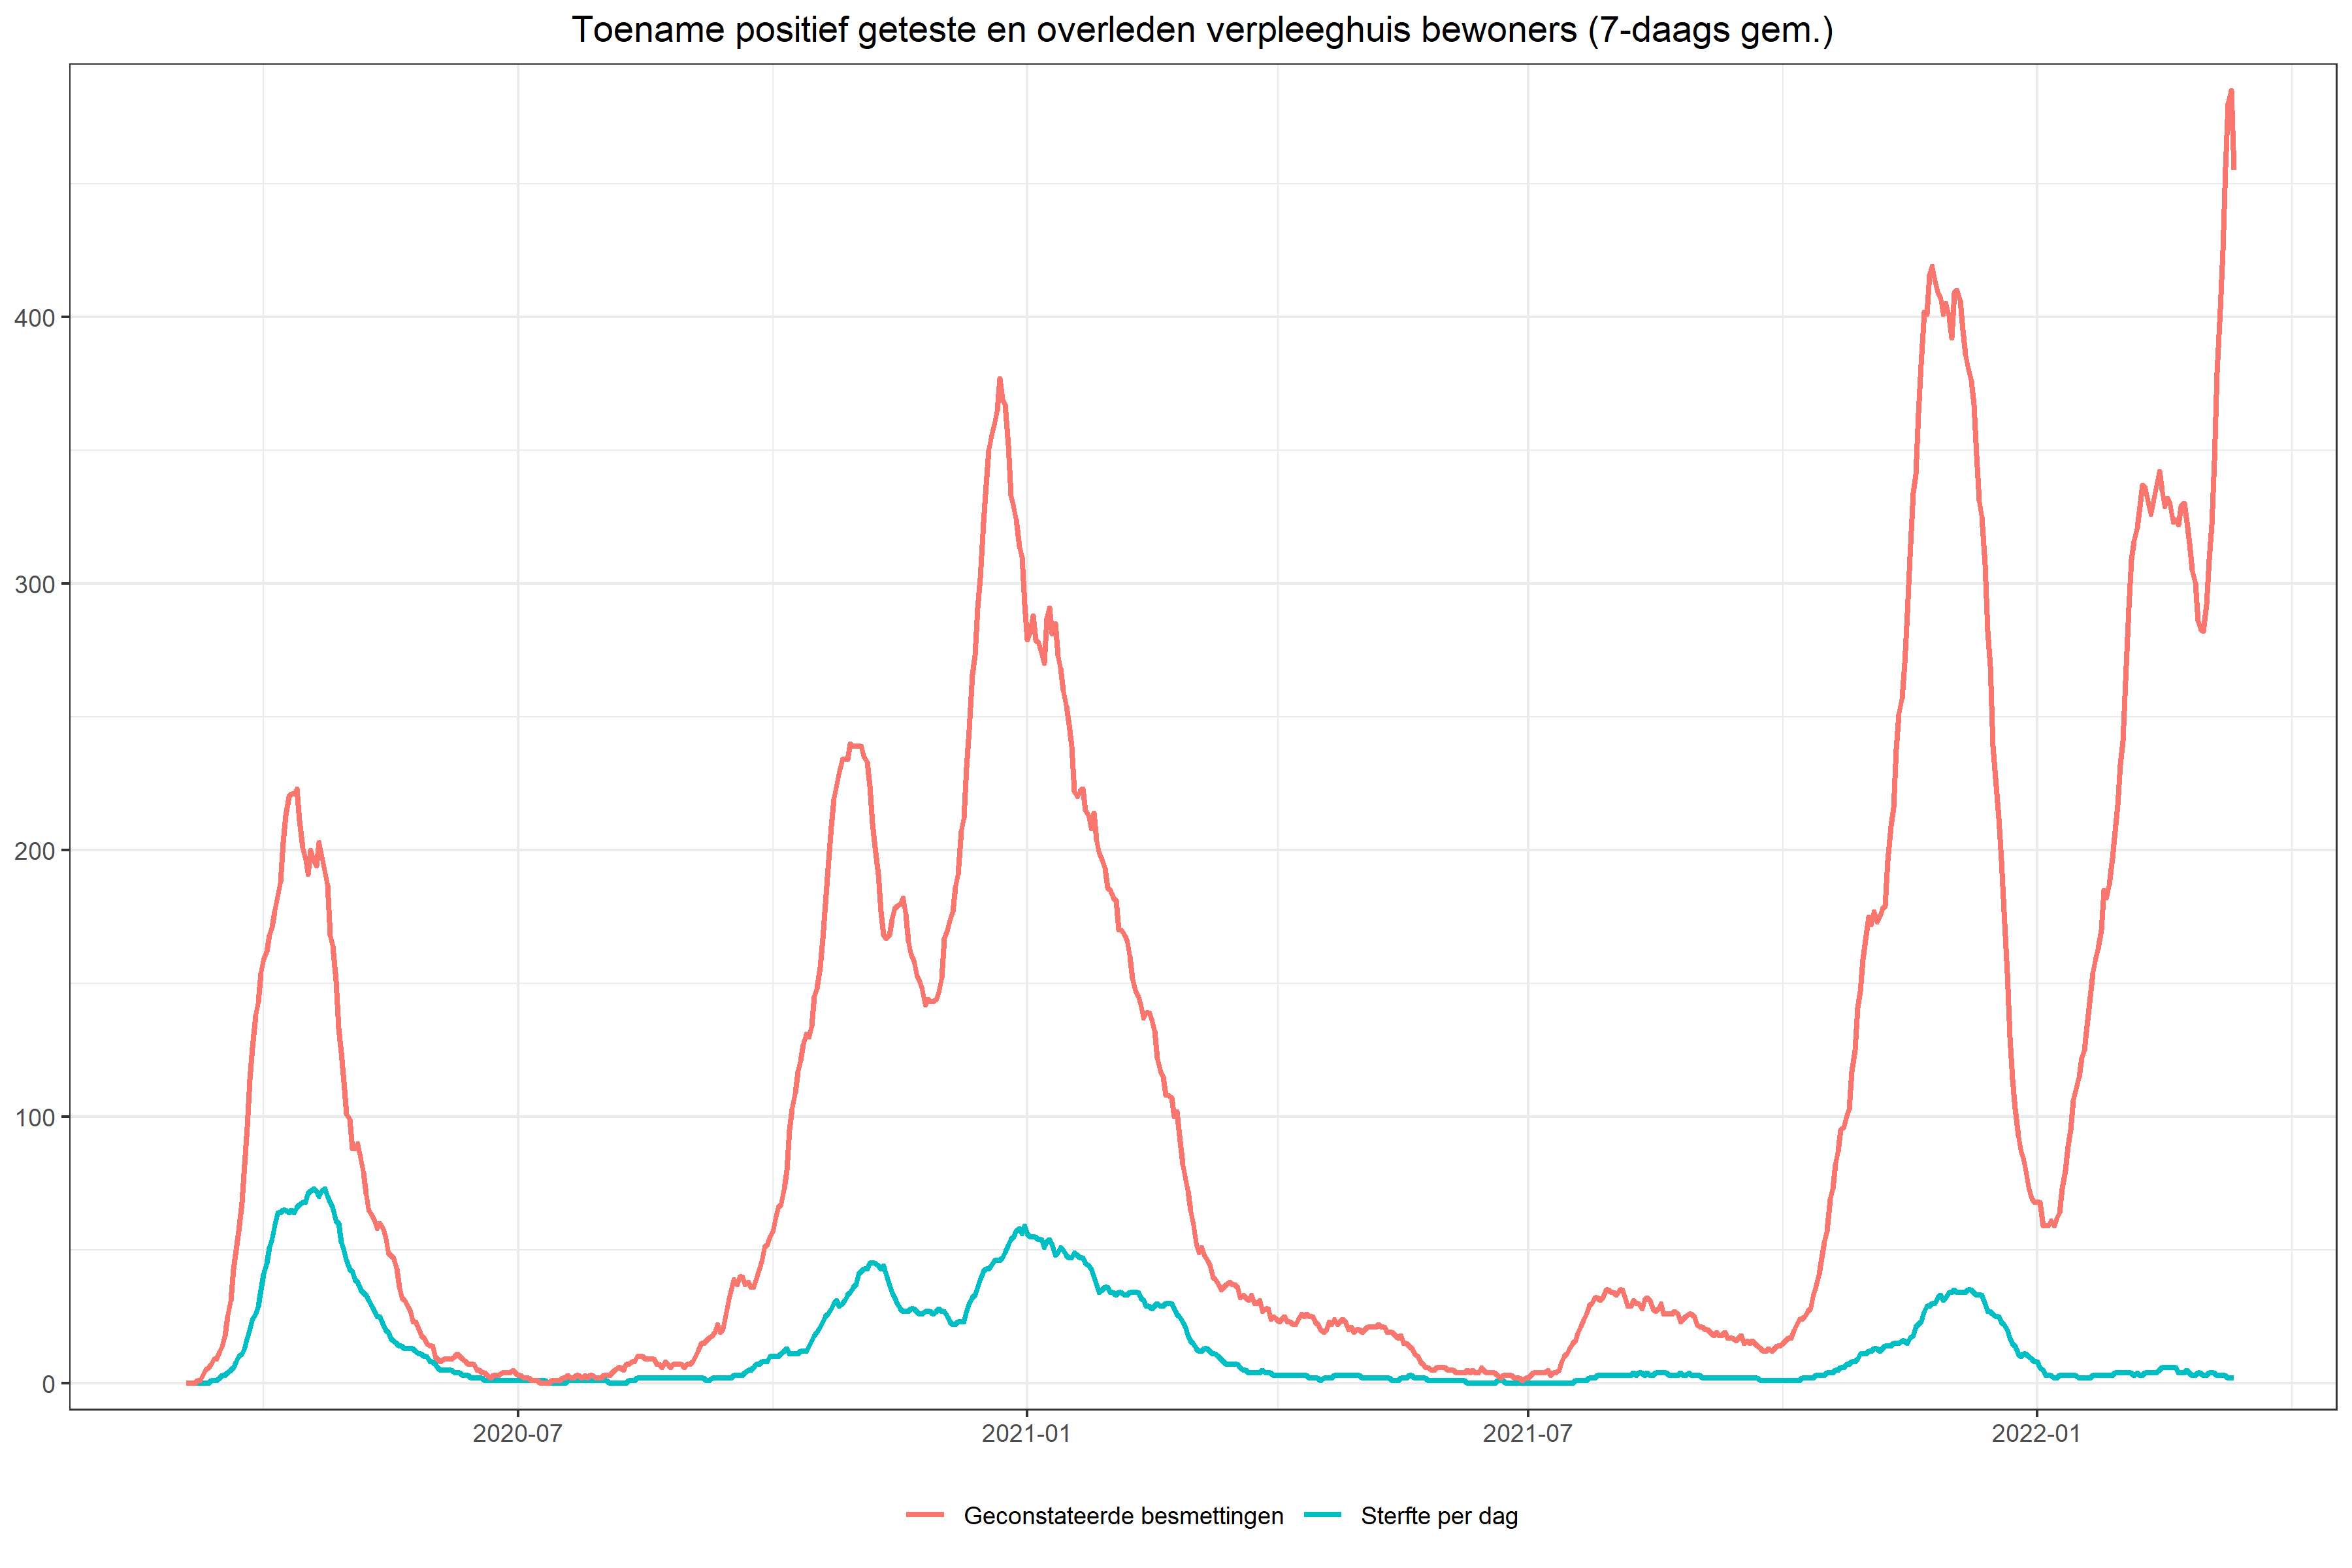 Toename positief geteste en overleden verpleeghuis bewoners (7-daags gem.)
400
300
200
100
0
2020-07 2021-01 2021-07 2022-01
Geconstateerde besmettingen Sterfte per dag